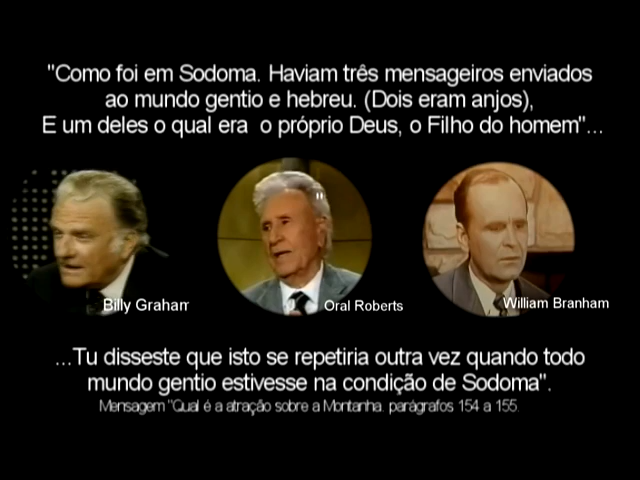 "Como foi em Sodoma. Haviam três mensageiros enviados
ao mundo gentio e hebreu. (Dois eram anjos),
E um deles o qual era o próprio Deus, o Filho do homem"...
Billy Graham
Oral Roberts
William Branham
...Tu disseste que isto se repetiria outra vez quando todo
mundo gentio estivesse na condição de Sodoma".
Mensagem "Qual é a atração sobre a Montanha. parágrafos 154 a 155.